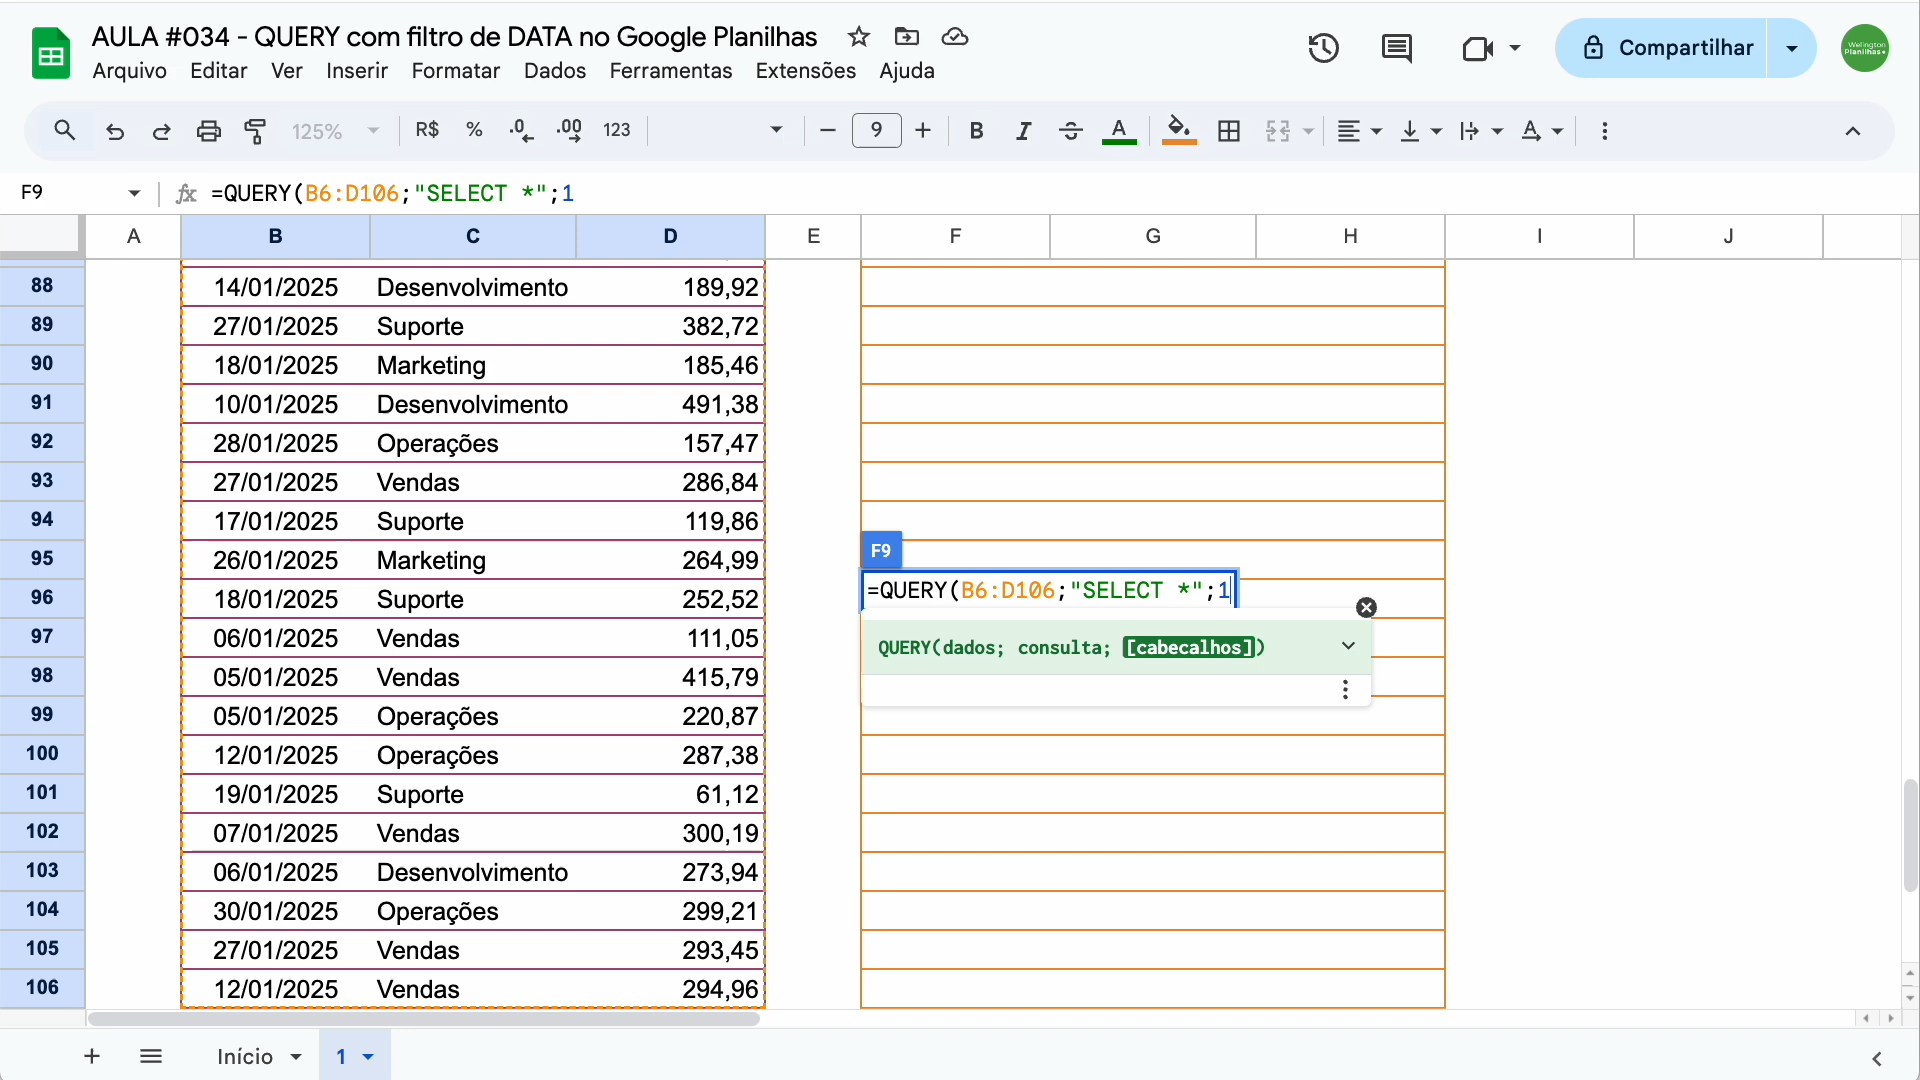 AULA #034 - QUERY com filtro de DATA no Google Planilhas
Arquivo Editar Ver Inserir Formatar Dados Ferramentas Extensões Ajuda
Compartilhar
Welington Planilhas+
125% R$ % .0 .00 123 9 B I A A
F9 fx =QUERY(B6:D106;"SELECT *";1
A B C D E F G H I J
88 14/01/2025 Desenvolvimento 189,92
89 27/01/2025 Suporte 382,72
90 18/01/2025 Marketing 185,46
91 10/01/2025 Desenvolvimento 491,38
92 28/01/2025 Operações 157,47
93 27/01/2025 Vendas 286,84
94 17/01/2025 Suporte 119,86
95 26/01/2025 Marketing 264,99
F9
96 18/01/2025 Suporte 252,52
=QUERY(B6:D106;"SELECT *";1
97 06/01/2025 Vendas 111,05
QUERY(dados; consulta; [cabecalhos])
98 05/01/2025 Vendas 415,79
99 05/01/2025 Operações 220,87
100 12/01/2025 Operações 287,38
101 19/01/2025 Suporte 61,12
102 07/01/2025 Vendas 300,19
103 06/01/2025 Desenvolvimento 273,94
104 30/01/2025 Operações 299,21
105 27/01/2025 Vendas 293,45
106 12/01/2025 Vendas 294,96
Início 1